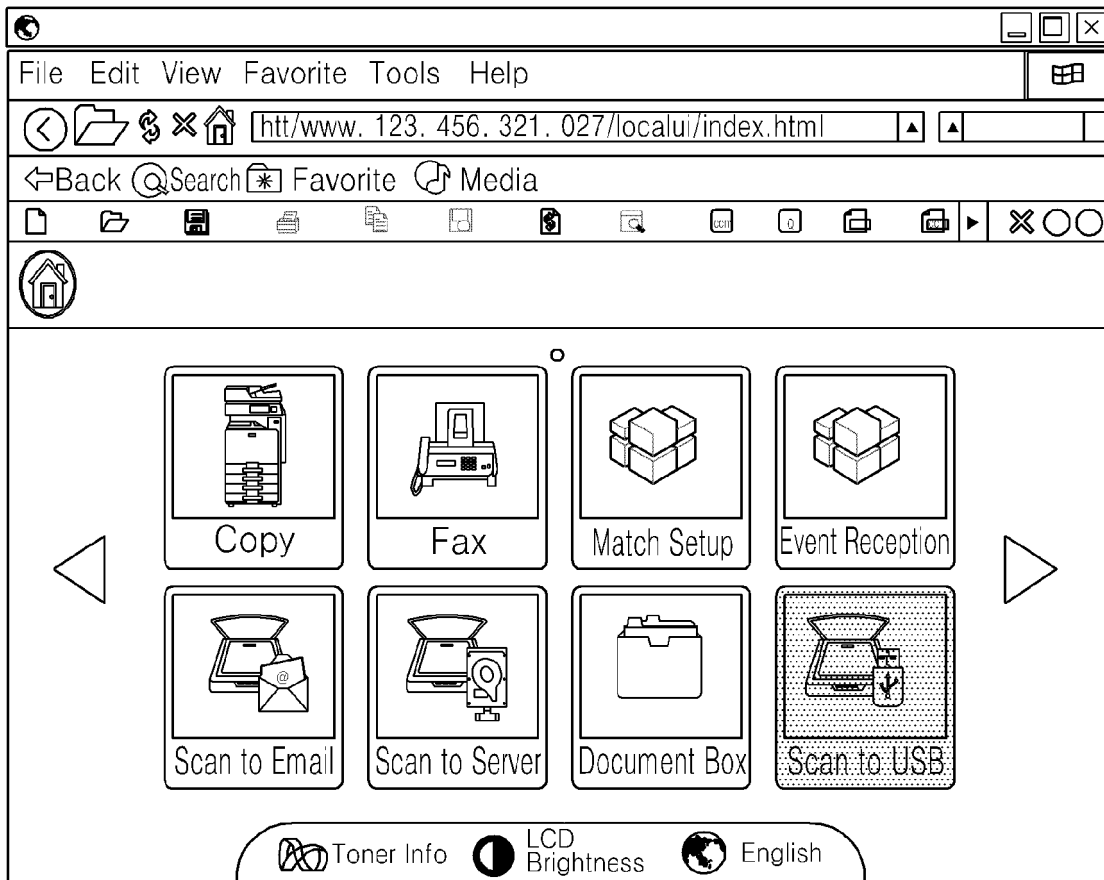 File Edit View Favorite Tools Help
htt/www. 123. 456. 321. 027/localui/index.html
Back Search Favorite Media
Copy Fax Match Setup Event Reception
@
Scan to Email Scan to Server Document Box Scan to USB
Toner Info LCD Brightness English